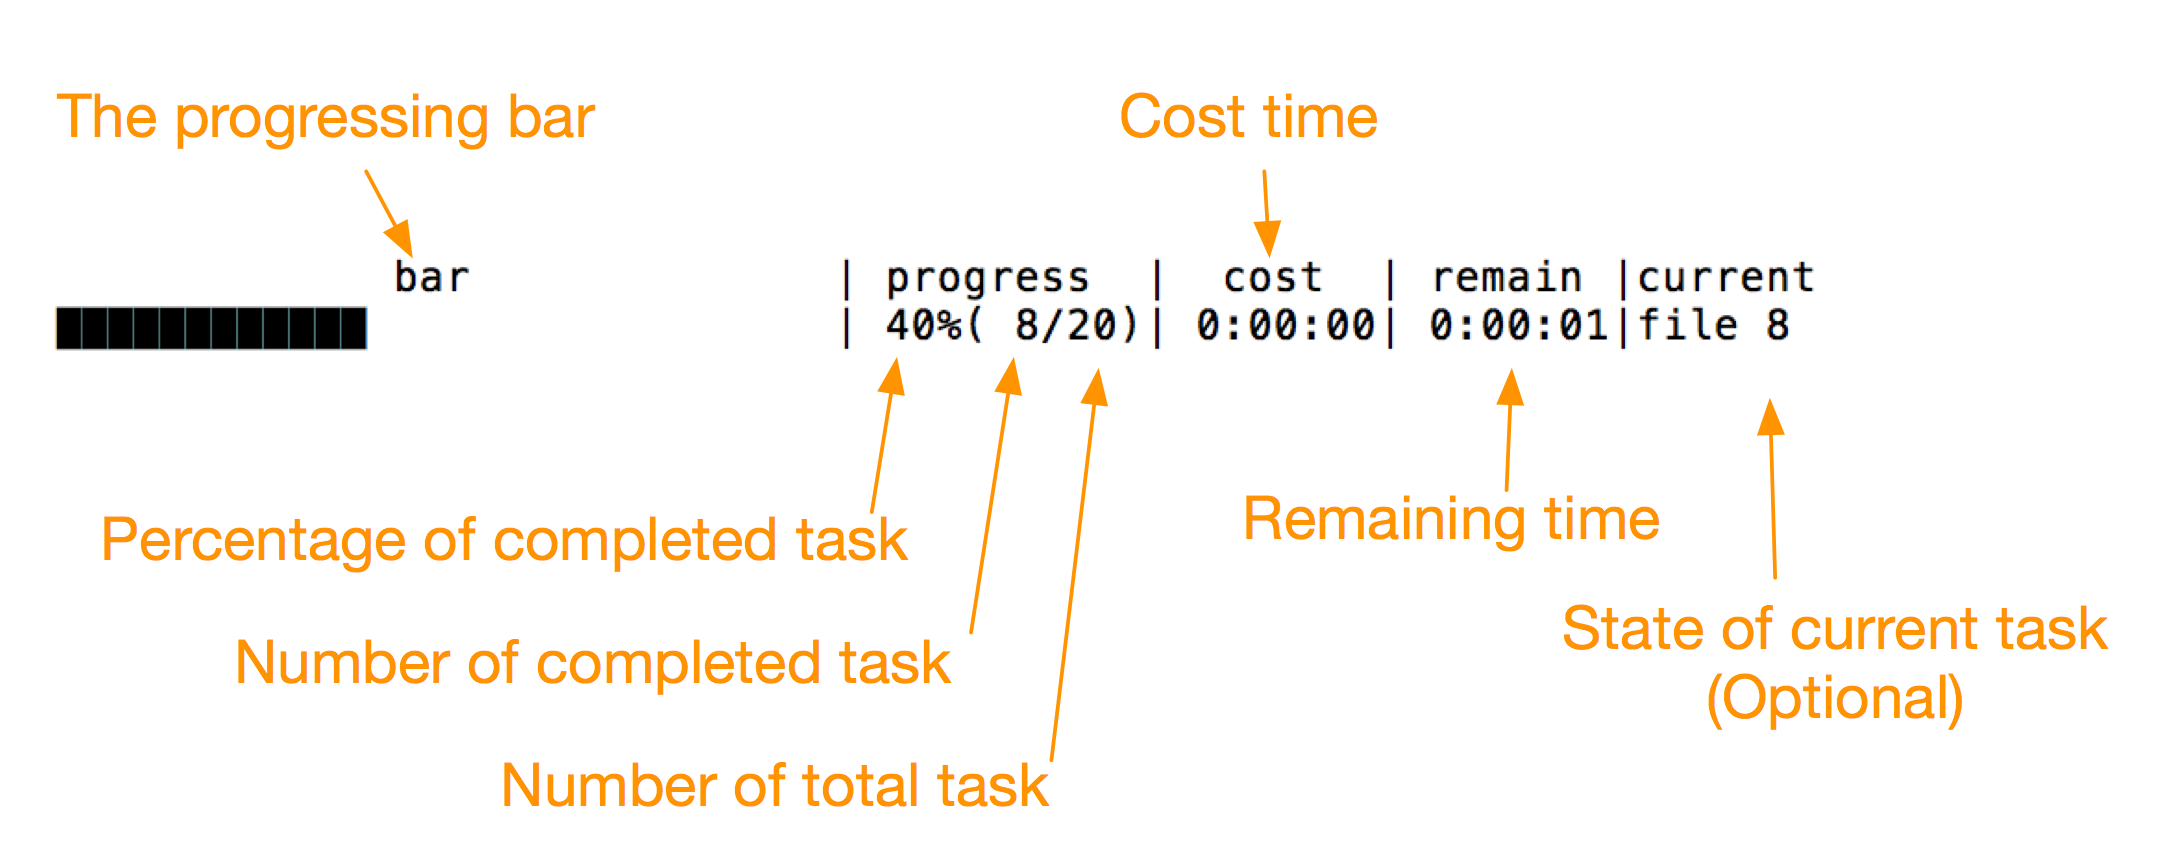 The progressing bar
Cost time
bar | progress | cost | remain |current
| 40%( 8/20)| 0:00:00| 0:00:01|file 8
Percentage of completed task
Remaining time
Number of completed task
State of current task
(Optional)
Number of total task